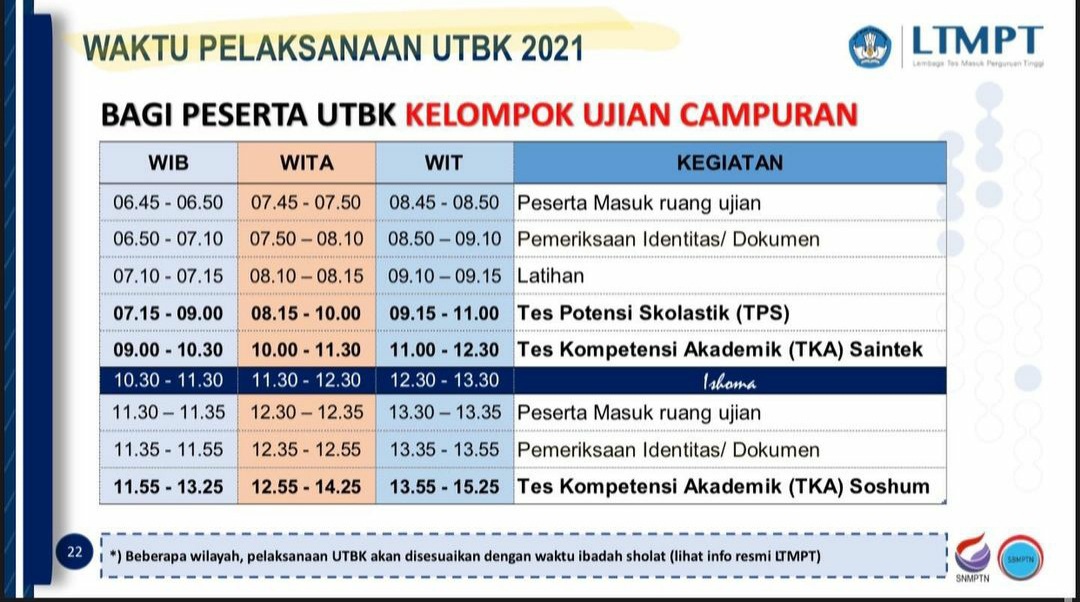 WAKTU PELAKSANAAN UTBK 2021
LTMPT
Lembaga Tes Masuk Perguruan Tinggi
BAGI PESERTA UTBK KELOMPOK UJIAN CAMPURAN
WIB WITA WIT KEGIATAN
06.45 - 06.50 07.45 - 07.50 08.45 - 08.50 Peserta Masuk ruang ujian
06.50 - 07.10 07.50 – 08.10 08.50 – 09.10 Pemeriksaan Identitas/ Dokumen
07.10 - 07.15 08.10 – 08.15 09.10 – 09.15 Latihan
07.15 - 09.00 08.15 - 10.00 09.15 - 11.00 Tes Potensi Skolastik (TPS)
09.00 - 10.30 10.00 - 11.30 11.00 - 12.30 Tes Kompetensi Akademik (TKA) Saintek
10.30 - 11.30 11.30 - 12.30 12.30 - 13.30 Ishoma
11.30 – 11.35 12.30 – 12.35 13.30 – 13.35 Peserta Masuk ruang ujian
11.35 - 11.55 12.35 - 12.55 13.35 - 13.55 Pemeriksaan Identitas/ Dokumen
11.55 - 13.25 12.55 - 14.25 13.55 - 15.25 Tes Kompetensi Akademik (TKA) Soshum
22
*) Beberapa wilayah, pelaksanaan UTBK akan disesuaikan dengan waktu ibadah sholat (lihat info resmi LTMPT)
SNMPTN
SBMPTN